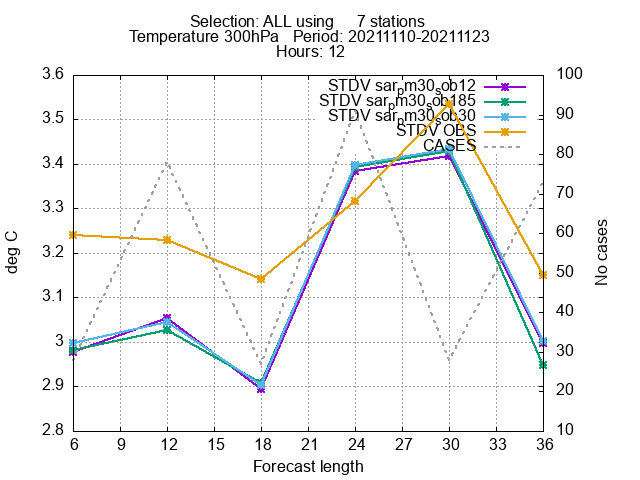 Selection: ALL using 7 stations
Temperature 300hPa Period: 20211110-20211123
Hours: 12
STDV sar_pm30_sob12
STDV sar_pm30_sob185
STDV sar_pm30_sob30
STDV OBS
CASES
3.6
3.5
3.4
3.3
3.2
3.1
3
2.9
2.8
100
90
80
70
60
50
40
30
20
10
deg C
No cases
6 9 12 15 18 21 24 27 30 33 36
Forecast length